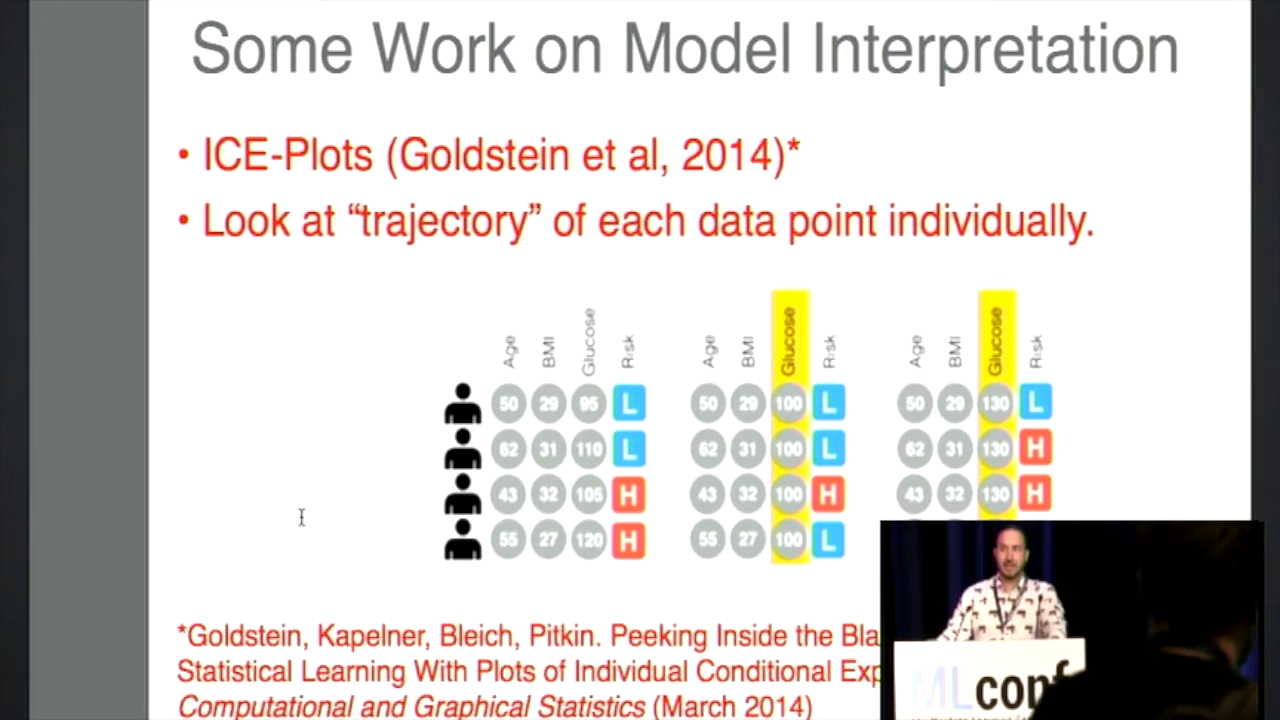 Some Work on Model Interpretation
• ICE-Plots (Goldstein et al, 2014)*
• Look at “trajectory” of each data point individually.
Age BMI Glucose Risk Age BMI Glucose Risk Age BMI Glucose Risk
50 29 95 L 50 29 100 L 50 29 130 L
62 31 110 L 62 31 100 L 62 31 130 H
43 32 105 H 43 32 100 H 43 32 130 H
55 27 120 H 55 27 100 L
*Goldstein, Kapelner, Bleich, Pitkin. Peeking Inside the Bla
Statistical Learning With Plots of Individual Conditional Exp
Computational and Graphical Statistics (March 2014)
MLconf